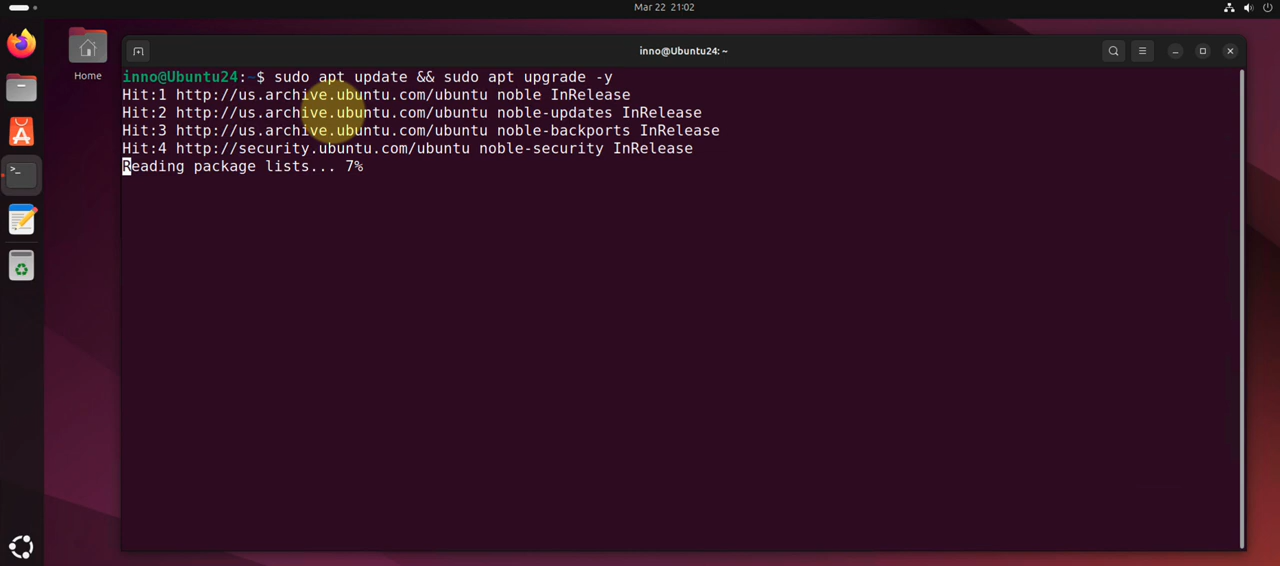 Mar 22 21:02
Home
inno@Ubuntu24: ~
inno@Ubuntu24:~$ sudo apt update && sudo apt upgrade -y
Hit:1 http://us.archive.ubuntu.com/ubuntu noble InRelease
Hit:2 http://us.archive.ubuntu.com/ubuntu noble-updates InRelease
Hit:3 http://us.archive.ubuntu.com/ubuntu noble-backports InRelease
Hit:4 http://security.ubuntu.com/ubuntu noble-security InRelease
Reading package lists... 7%